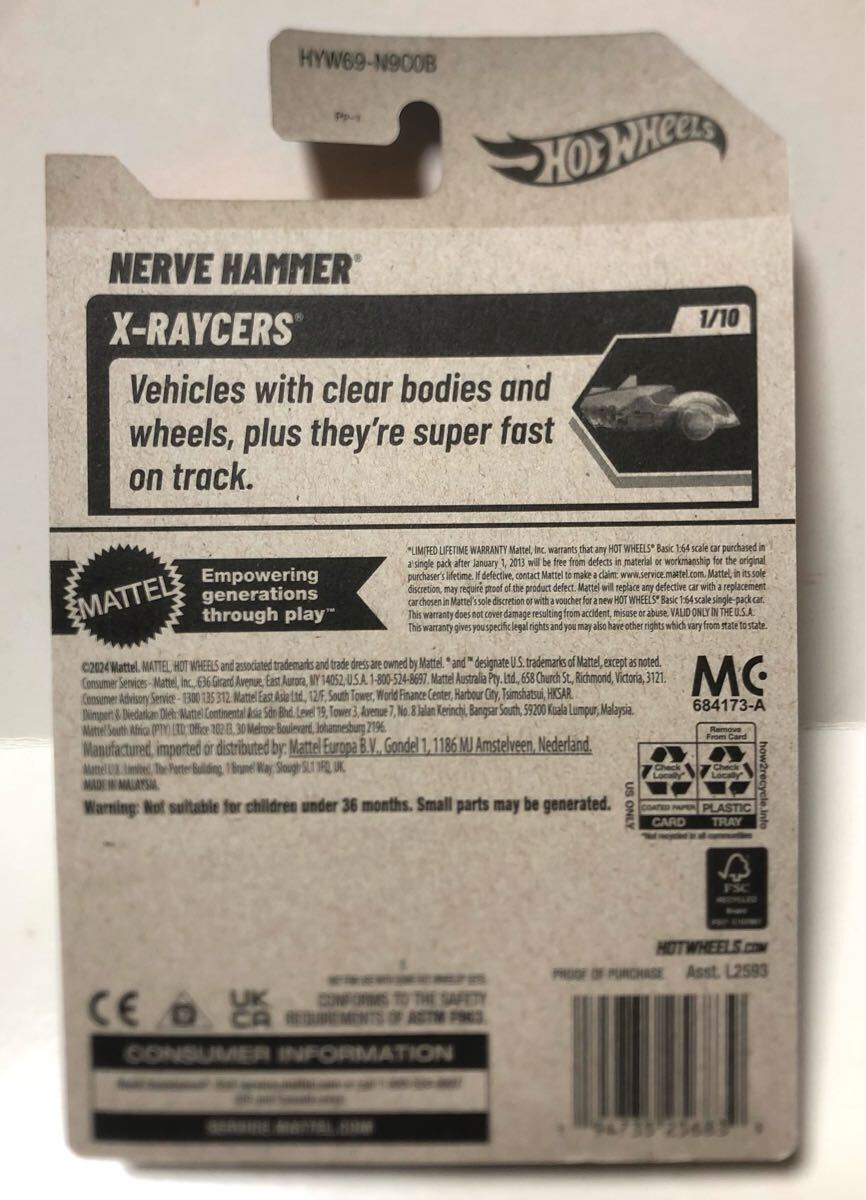 HYW69-N9C0B
PP-1
HOT WHEELS
NERVE HAMMER®
X-RAYCERS®
1/10
Vehicles with clear bodies and
wheels, plus they're super fast
on track.
MATTEL
Empowering
generations
through play™
*LIMITED LIFETIME WARRANTY Mattel, Inc. warrants that any HOT WHEELS® Basic 1:64 scale car purchased in
a single pack after January 1, 2013 will be free from defects in material or workmanship for the original
purchaser's lifetime. If defective, contact Mattel to make a claim: www.service.mattel.com. Mattel, in its sole
discretion, may require proof of the product defect. Mattel will replace any defective car with a replacement
car chosen in Mattel's sole discretion or with a voucher for a new HOT WHEELS® Basic 1:64 scale single-pack car.
This warranty does not cover damage resulting from accident, misuse or abuse. VALID ONLY IN THE U.S.A.
This warranty gives you specific legal rights and you may also have other rights which vary from state to state.
©2024 Mattel. MATTEL, HOT WHEELS and associated trademarks and trade dress are owned by Mattel. ® and ™ designate U.S. trademarks of Mattel, except as noted.
Consumer Services - Mattel, Inc., 636 Girard Avenue, East Aurora, NY 14052, U.S.A. 1-800-524-8697. Mattel Australia Pty. Ltd., 658 Church St., Richmond, Victoria, 3121.
Consumer Advisory Service - 1300 135 312. Mattel East Asia Ltd., 12/F, South Tower, World Finance Center, Harbour City, Tsimshatsui, HKSAR.
Diimport & Diedarkan Oleh: Mattel Continental Asia Sdn Bhd. Level 19, Tower 3, Avenue 7, No. 8 Jalan Kerinchi, Bangsar South, 59200 Kuala Lumpur, Malaysia.
Mattel South Africa (PTY) LTD, Office 102 I3, 30 Melrose Boulevard, Johannesburg 2196.
Manufactured, imported or distributed by: Mattel Europa B.V., Gondel 1, 1186 MJ Amstelveen, Nederland.
Mattel U.K. Limited, The Porter Building, 1 Brunel Way, Slough SL1 1FQ, UK.
MADE IN MALAYSIA.
Warning: Not suitable for children under 36 months. Small parts may be generated.
MC
684173-A
Remove
From Card
Check
Locally*
Check
Locally*
COATED PAPER
PLASTIC
CARD
TRAY
US ONLY
how2recycle.info
*Not recycled in all communities
FSC
RECYCLED
Board
HOTWHEELS.COM
PROOF OF PURCHASE
Asst. L2593
CE
UK
CA
CONFORMS TO THE SAFETY
REQUIREMENTS OF ASTM F963.
CONSUMER INFORMATION
SERVICE.MATTEL.COM